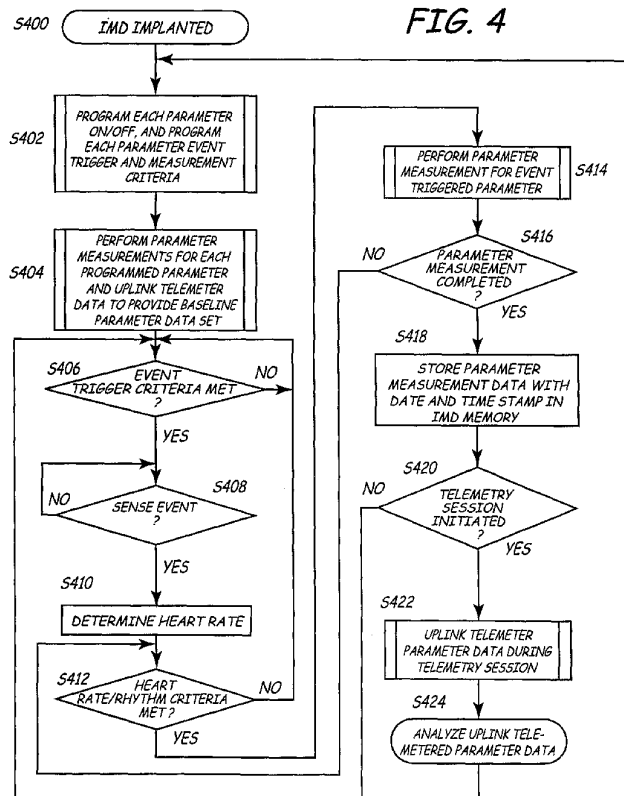 FIG. 4
S400
IMD IMPLANTED
S402
PROGRAM EACH PARAMETER
ON/OFF, AND PROGRAM
EACH PARAMETER EVENT
TRIGGER AND MEASUREMENT
CRITERIA
S404
PERFORM PARAMETER
MEASUREMENTS FOR EACH
PROGRAMMED PARAMETER
AND UPLINK TELEMETER
DATA TO PROVIDE BASELINE
PARAMETER DATA SET
S406
EVENT
TRIGGER CRITERIA MET
?
NO
YES
S408
NO
SENSE EVENT
?
YES
S410
DETERMINE HEART RATE
S412
HEART
RATE/RHYTHM CRITERIA
MET ?
NO
YES
PERFORM PARAMETER
MEASUREMENT FOR EVENT
TRIGGERED PARAMETER
S414
S416
NO
PARAMETER
MEASUREMENT
COMPLETED
?
YES
S418
STORE PARAMETER
MEASUREMENT DATA WITH
DATE AND TIME STAMP IN
IMD MEMORY
S420
NO
TELEMETRY
SESSION
INITIATED
?
YES
S422
UPLINK TELEMETER
PARAMETER DATA DURING
TELEMETRY SESSION
S424
ANALYZE UPLINK TELE-
METERED PARAMETER DATA